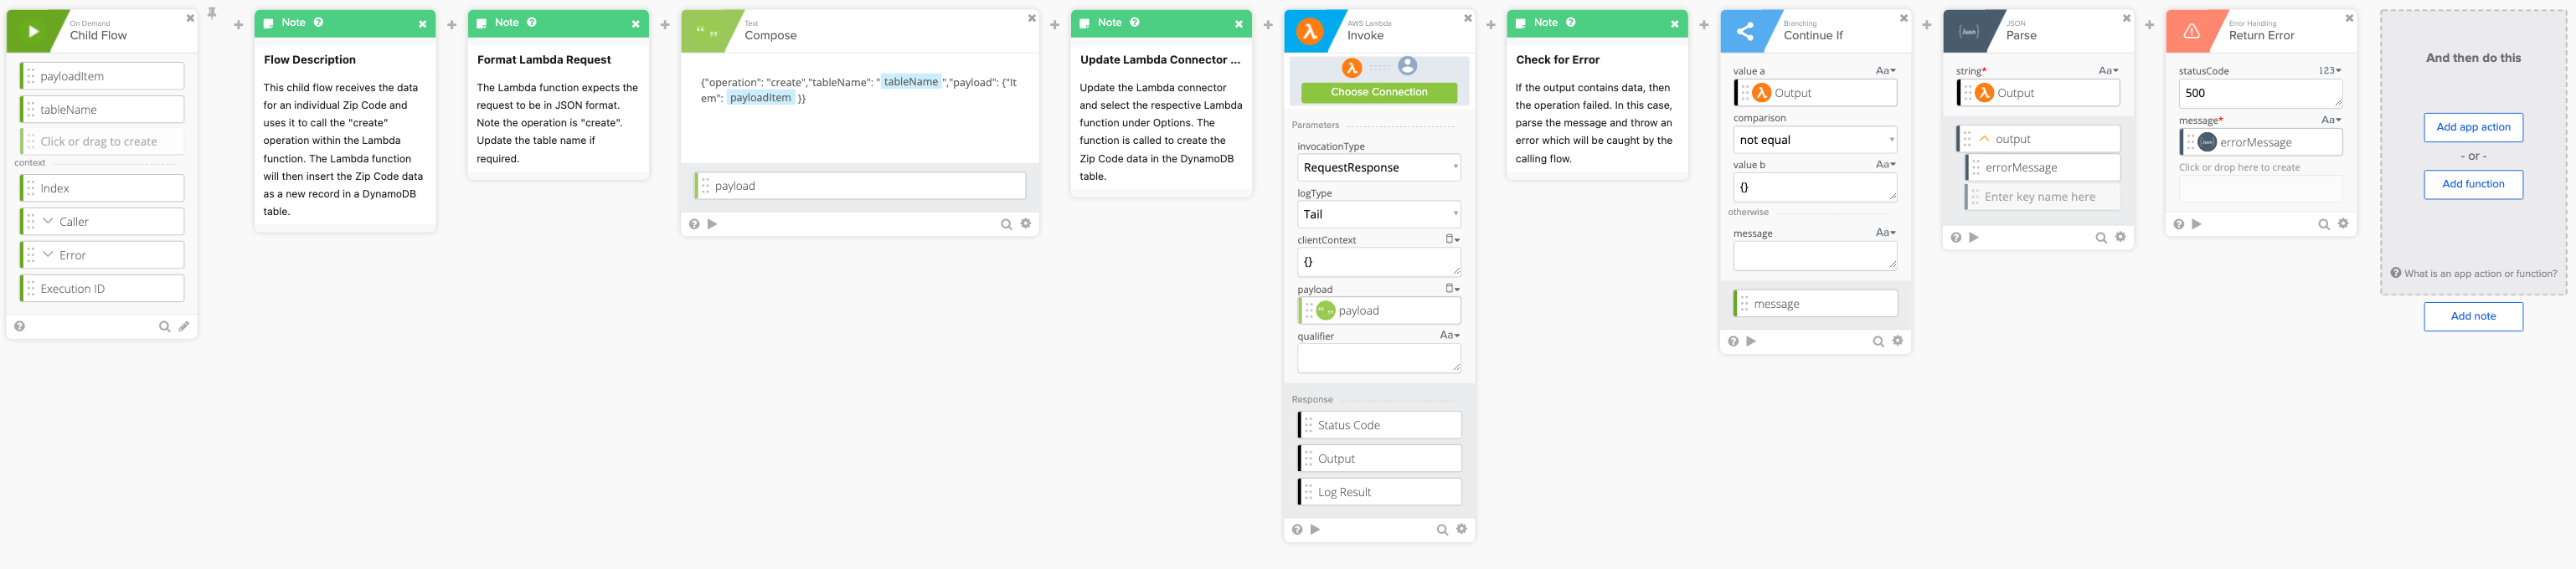 On Demand
Child Flow
payloadItem
tableName
Click or drag to create
context
Index
Caller
Error
Execution ID
Note
Flow Description
This child flow receives the data
for an individual Zip Code and
uses it to call the "create"
operation within the Lambda
function. The Lambda function
will then insert the Zip Code data
as a new record in a DynamoDB
table.
Note
Format Lambda Request
The Lambda function expects the
request to be in JSON format.
Note the operation is "create".
Update the table name if
required.
Text
Compose
{"operation": "create","tableName": " tableName ","payload": {"It
em": payloadItem }}
payload
Note
Update Lambda Connector ...
Update the Lambda connector
and select the respective Lambda
function under Options. The
function is called to create the
Zip Code data in the DynamoDB
table.
AWS Lambda
Invoke
Choose Connection
Parameters
invocationType
RequestResponse
logType
Tail
clientContext
{}
payload
payload
qualifier Aa
Response
Status Code
Output
Log Result
Note
Check for Error
If the output contains data, then
the operation failed. In this case,
parse the message and throw an
error which will be caught by the
calling flow.
Branching
Continue If
value a Aa
Output
comparison
not equal
value b Aa
{}
otherwise
message Aa
message
JSON
{json} Parse
string* Aa
Output
output
errorMessage
Enter key name here
Error Handling
Return Error
statusCode 123
500
message* Aa
errorMessage
Click or drop here to create
And then do this
Add app action
- or -
Add function
What is an app action or function?
Add note